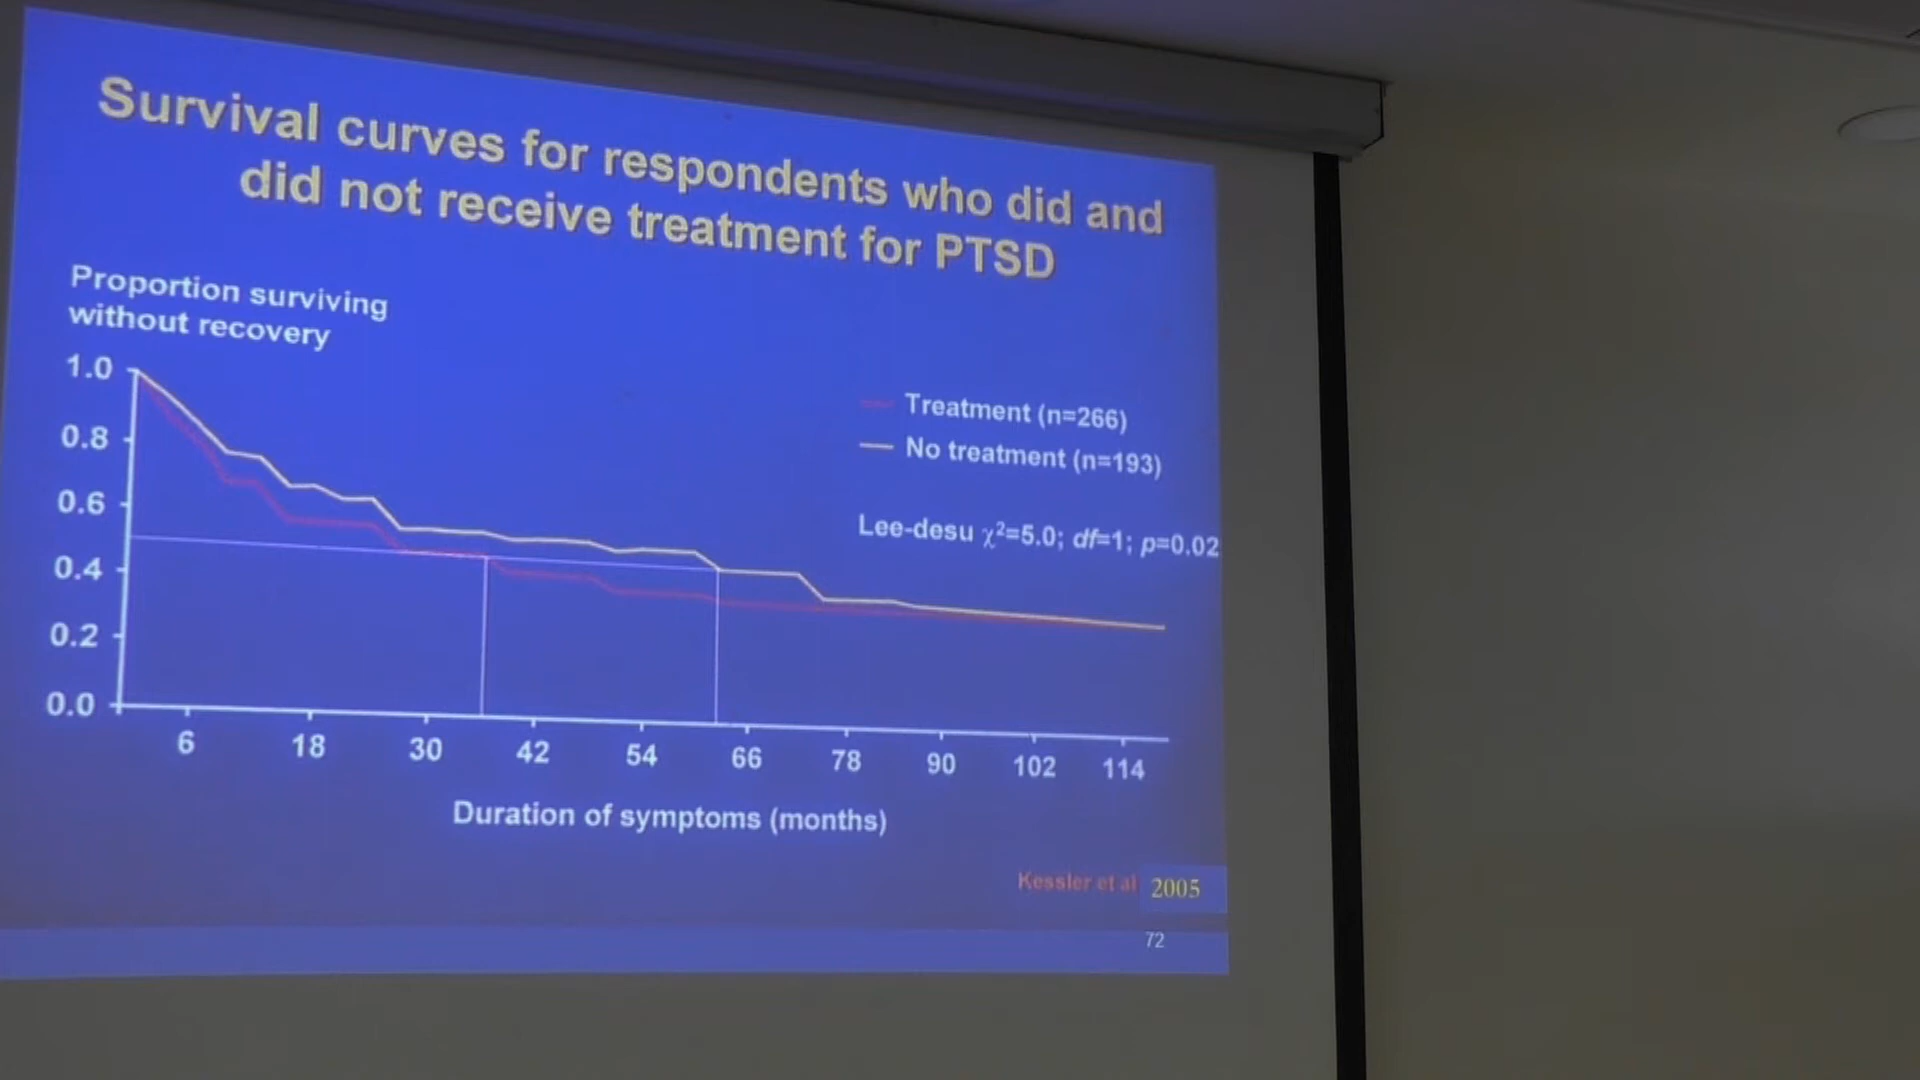 Survival curves for respondents who did and
did not receive treatment for PTSD
Proportion surviving
without recovery
1.0
0.8
0.6
0.4
0.2
0.0
Treatment (n=266)
No treatment (n=193)
Lee-desu χ²=5.0; df=1; p=0.02
6 18 30 42 54 66 78 90 102 114
Duration of symptoms (months)
Kessler et al 2005
72